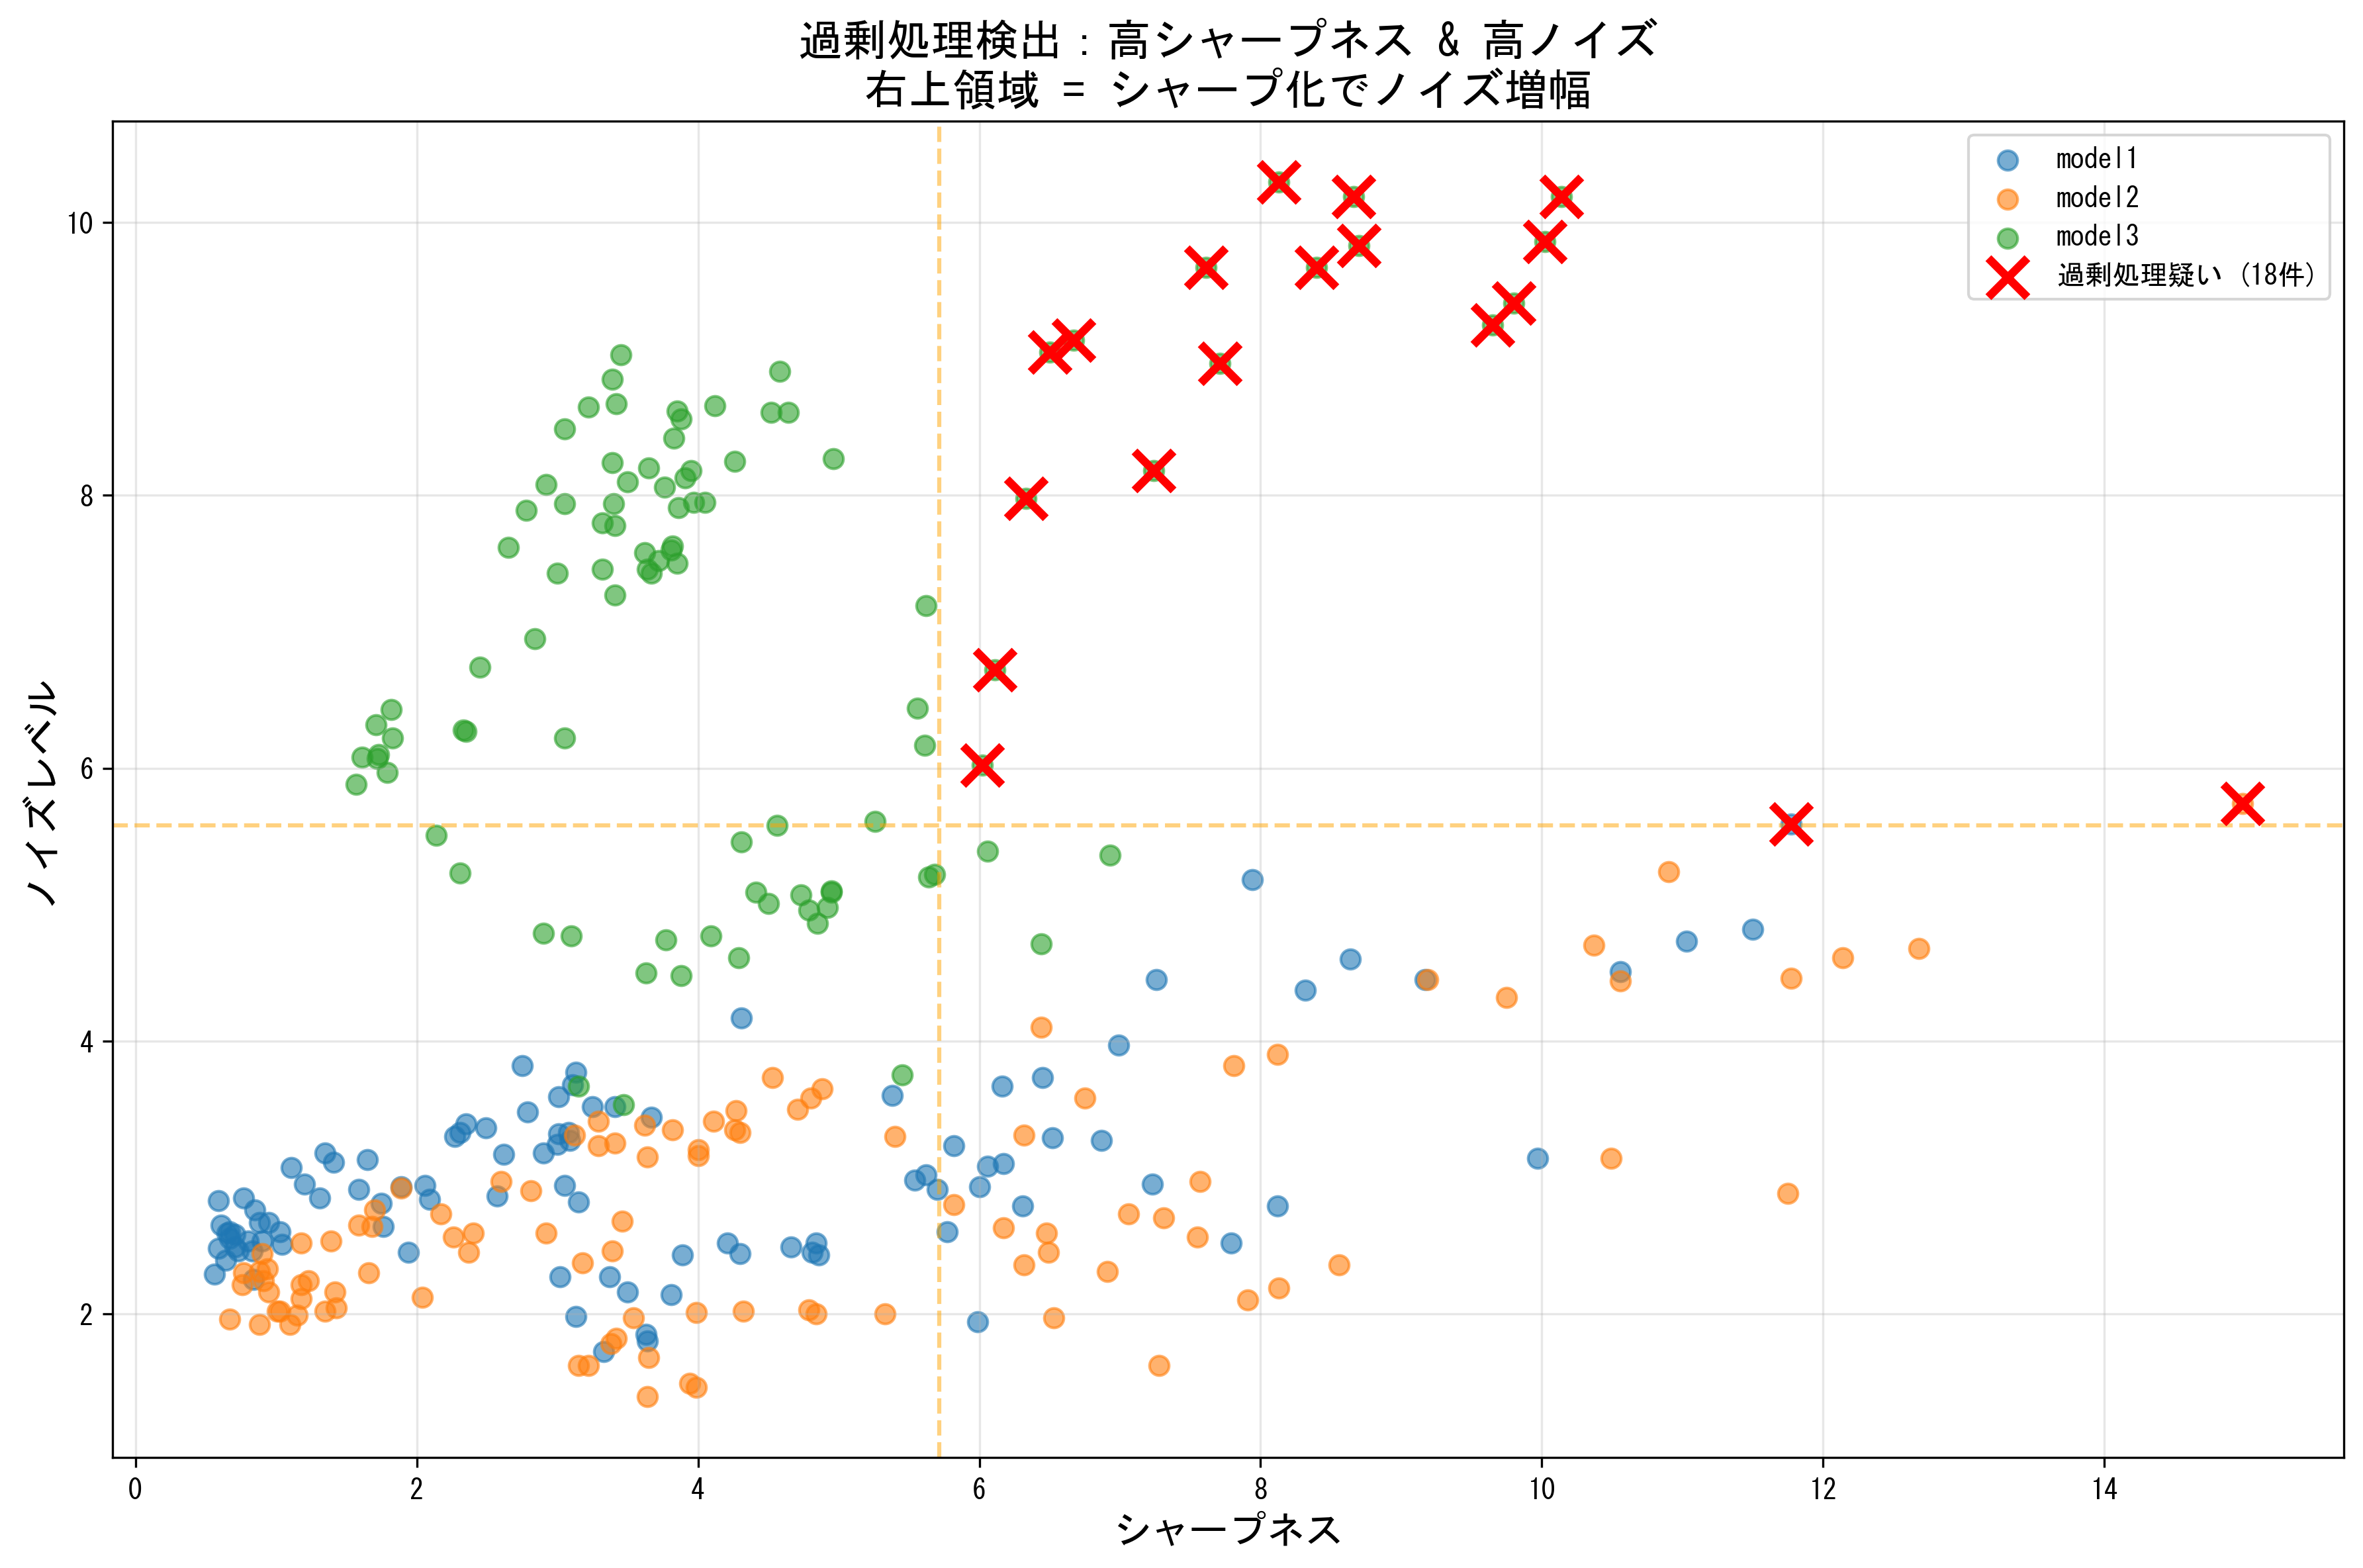 過剰処理検出：高シャープネス & 高ノイズ
右上領域 = シャープ化でノイズ増幅
model1
model2
model3
過剰処理疑い (18件)
ノイズレベル
10
8
6
4
2
0
2
4
6
8
10
12
14
シャープネス